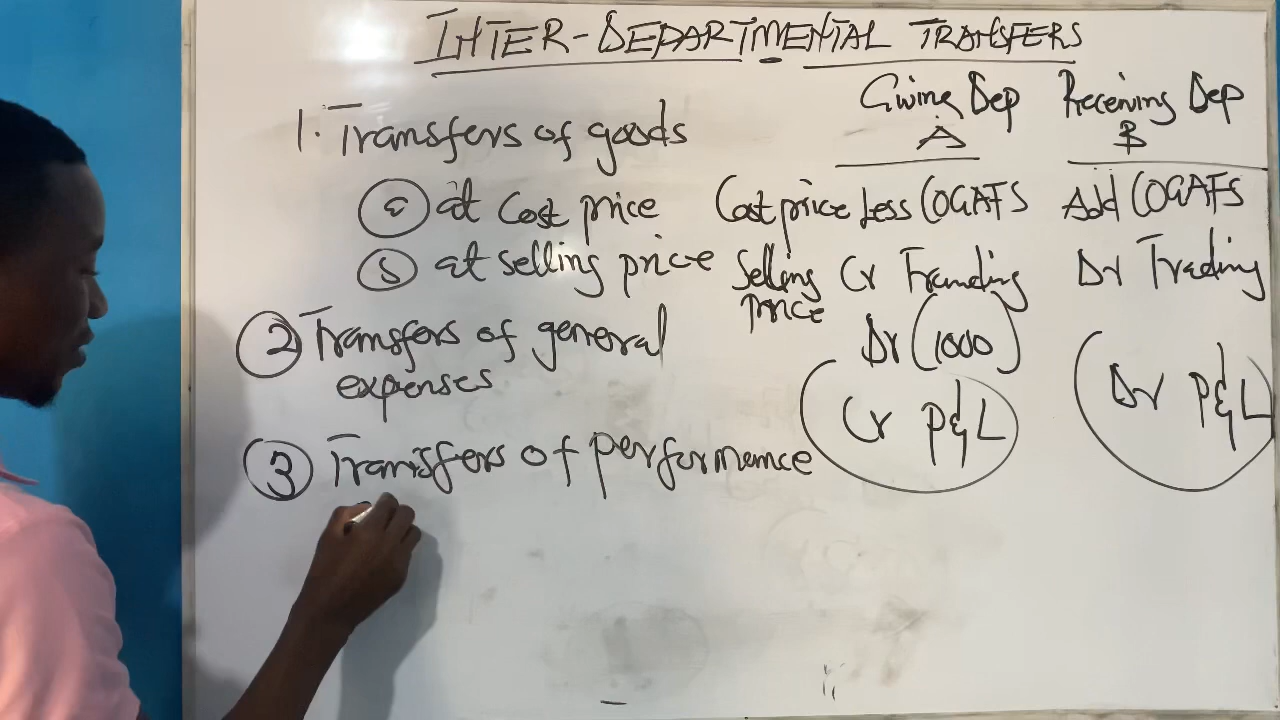 INTER-DEPARTMENTAL TRANSFERS
Giving Dep Receiving Dep
A B
1. Transfers of goods
(a) at Cost price Cost price Less COGAFS Add COGAFS
(b) at selling price Selling price Cr Tranding Dr Trading
(2) Transfers of general Dr (1000)
expenses Cr P&L Dr P&L
(3) Transfers of performance